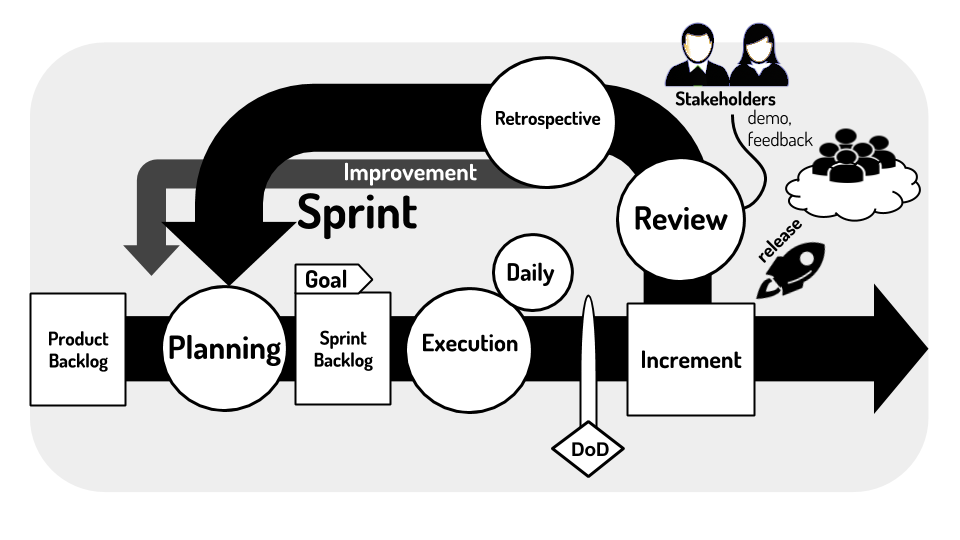 Stakeholders
demo,
feedback
Retrospective
Improvement
Sprint
Review
release
Daily
Goal
Product
Backlog
Planning
Sprint
Backlog
Execution
Increment
DoD